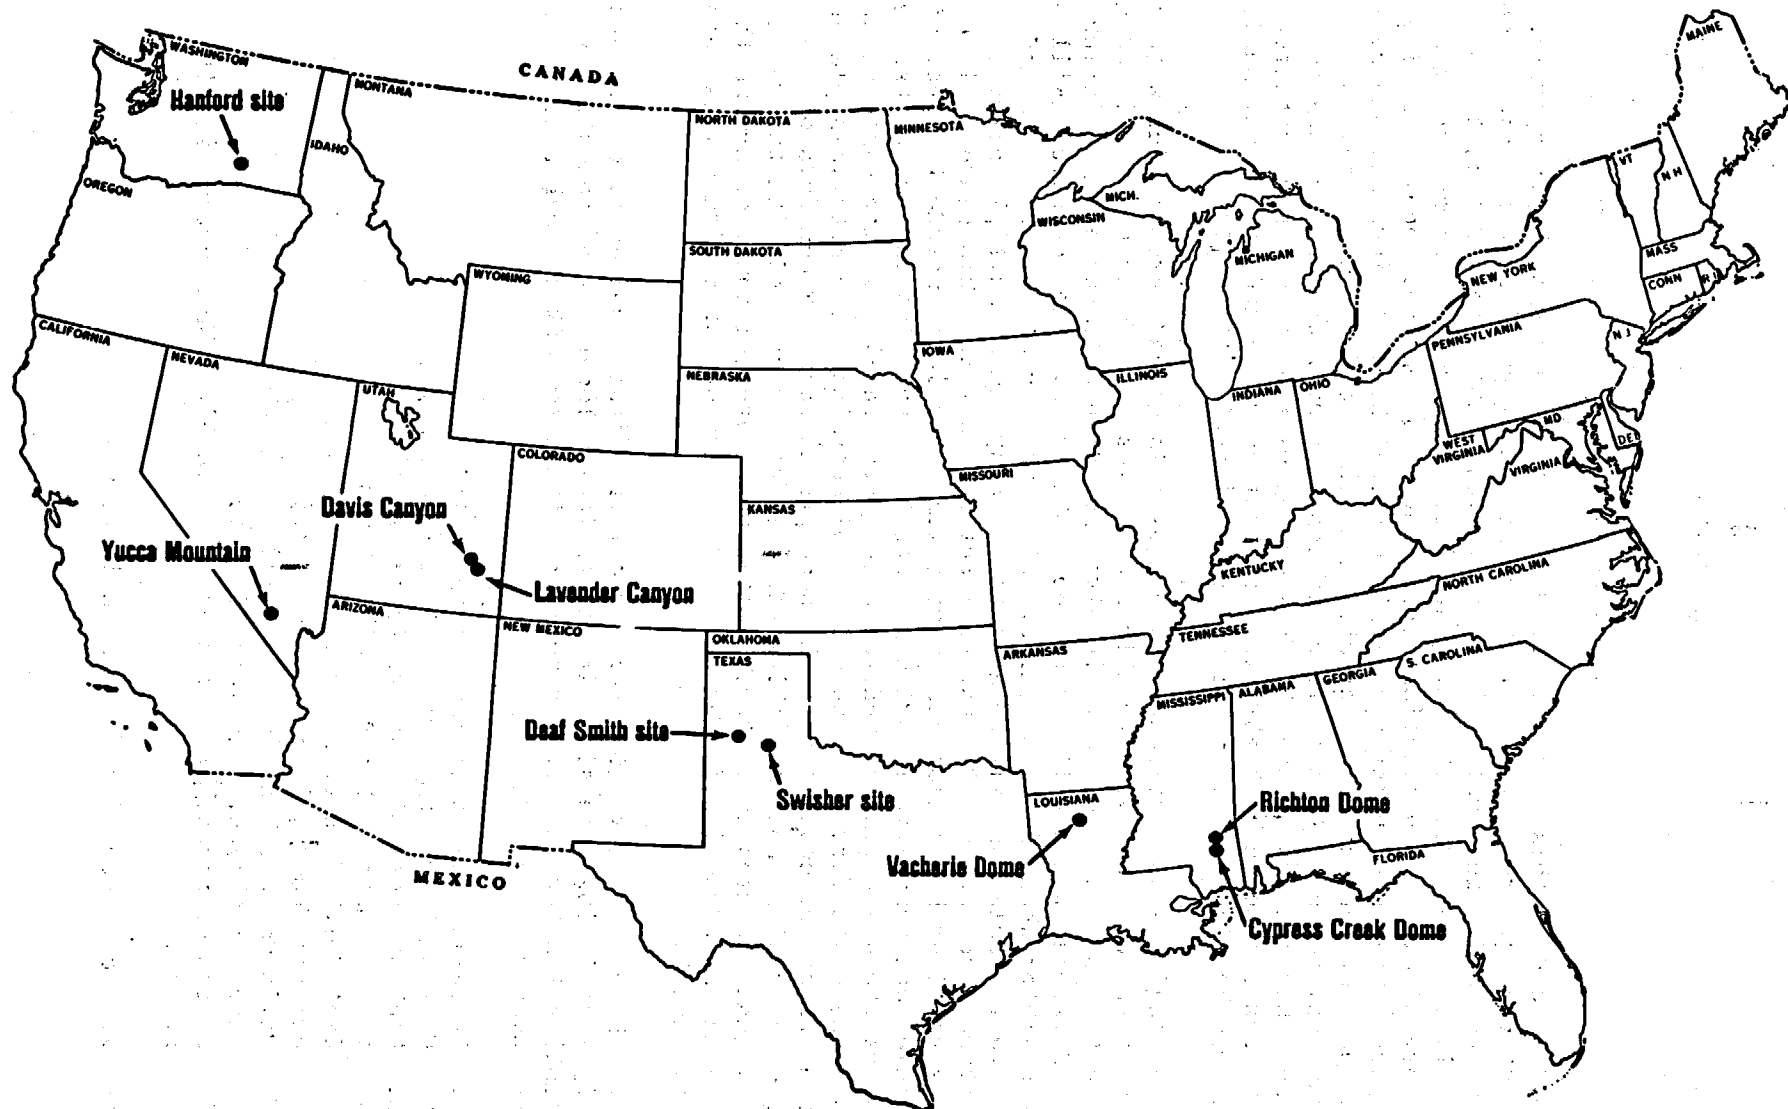 CANADA
WASHINGTON
Hanford site
MONTANA
IDAHO
OREGON
NORTH DAKOTA
MINNESOTA
MAINE
VT
N H
MICH.
WISCONSIN
MICHIGAN
MASS
CONN
R I
NEW YORK
SOUTH DAKOTA
WYOMING
CALIFORNIA
NEVADA
UTAH
NEBRASKA
IOWA
ILLINOIS
INDIANA
OHIO
PENNSYLVANIA
N J
MD
DEL
WEST
VIRGINIA
VIRGINIA
COLORADO
KANSAS
MISSOURI
KENTUCKY
Davis Canyon
Yucca Mountain
Lavender Canyon
ARIZONA
NEW MEXICO
OKLAHOMA
TEXAS
ARKANSAS
TENNESSEE
NORTH CAROLINA
S. CAROLINA
MISSISSIPPI
ALABAMA
GEORGIA
Deaf Smith site
Swisher site
LOUISIANA
Richton Dome
Vacherie Dome
FLORIDA
MEXICO
Cypress Creek Dome